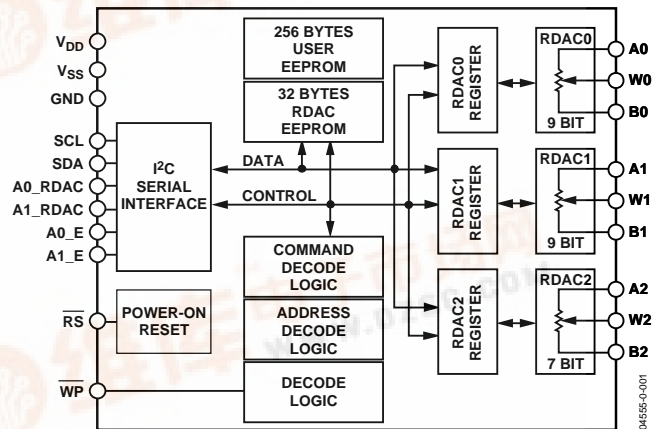 V_DD
V_SS
GND
SCL
SDA
A0_RDAC
A1_RDAC
A0_E
A1_E
RS
WP
I²C
SERIAL
INTERFACE
POWER-ON
RESET
256 BYTES
USER
EEPROM
32 BYTES
RDAC
EEPROM
DATA
CONTROL
COMMAND
DECODE
LOGIC
ADDRESS
DECODE
LOGIC
DECODE
LOGIC
RDAC0
REGISTER
RDAC1
REGISTER
RDAC2
REGISTER
RDAC0
9 BIT
RDAC1
9 BIT
RDAC2
7 BIT
A0
W0
B0
A1
W1
B1
A2
W2
B2
04555-0-001